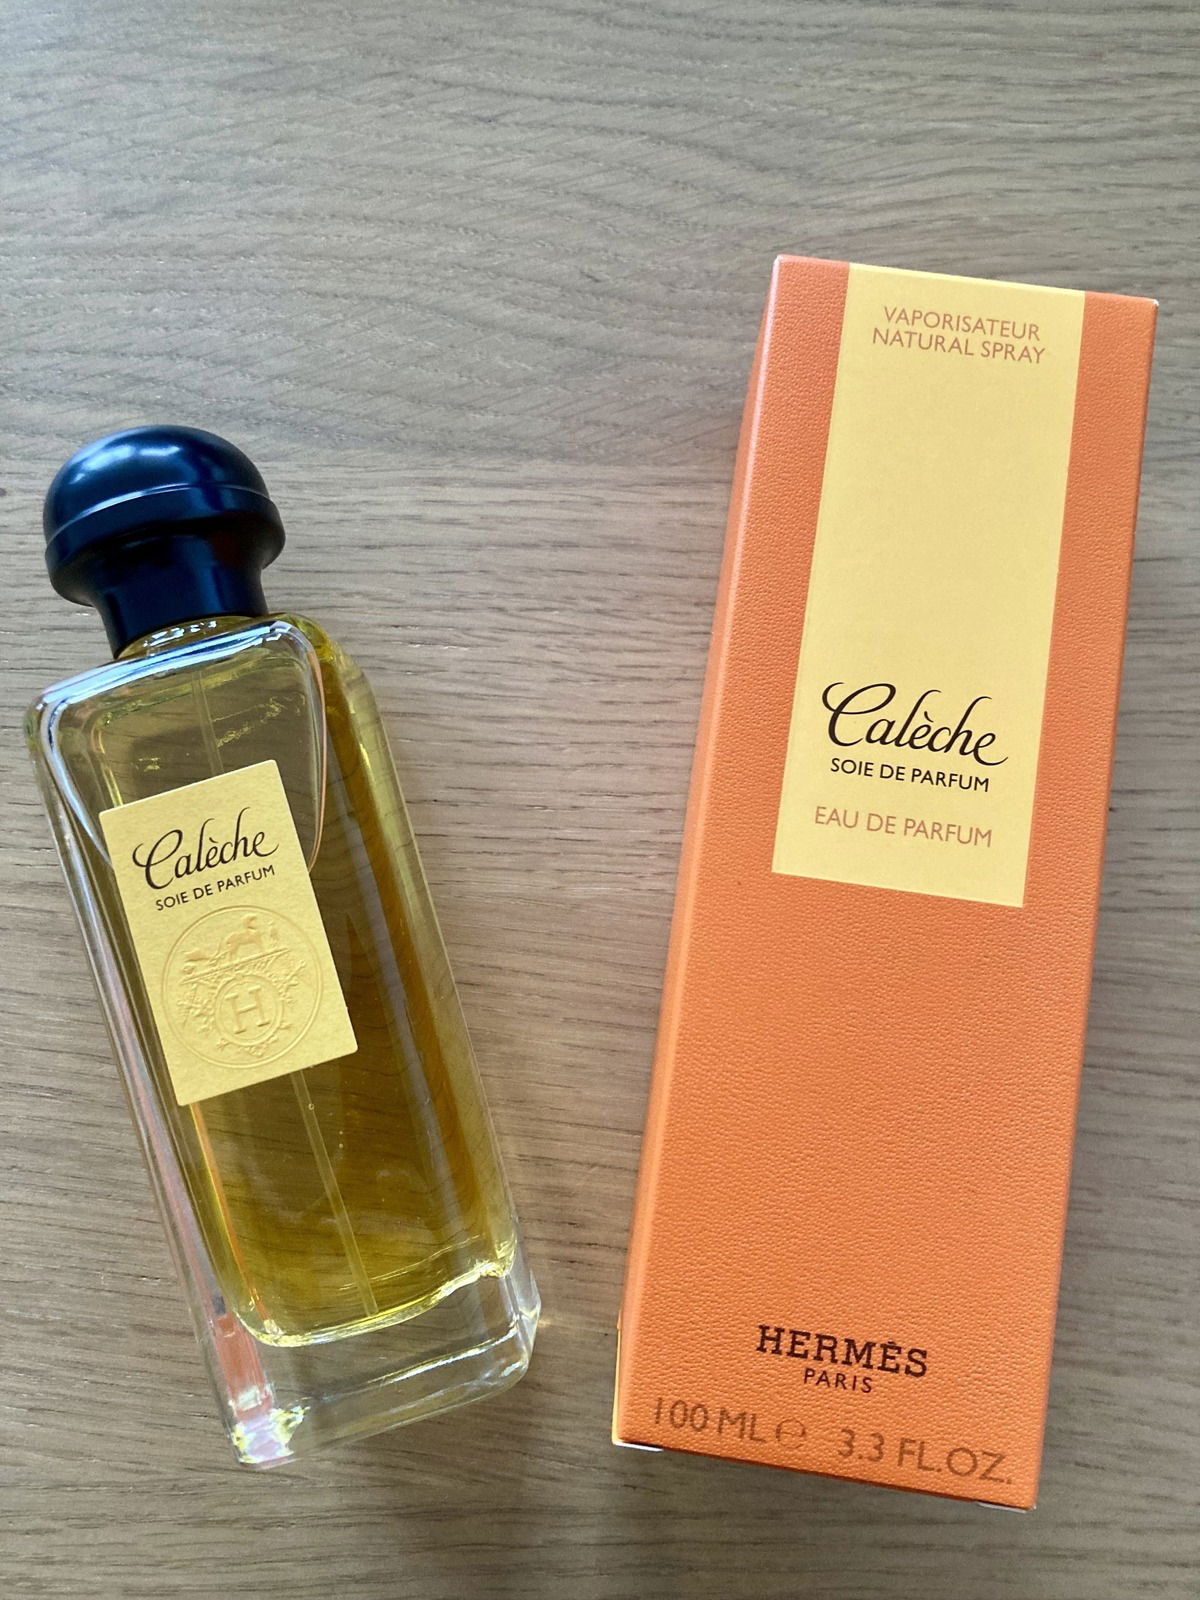 Calèche
SOIE DE PARFUM
H
VAPORISATEUR
NATURAL SPRAY
Calèche
SOIE DE PARFUM
EAU DE PARFUM
HERMÈS
PARIS
100 ML ℮ 3.3 FL.OZ.